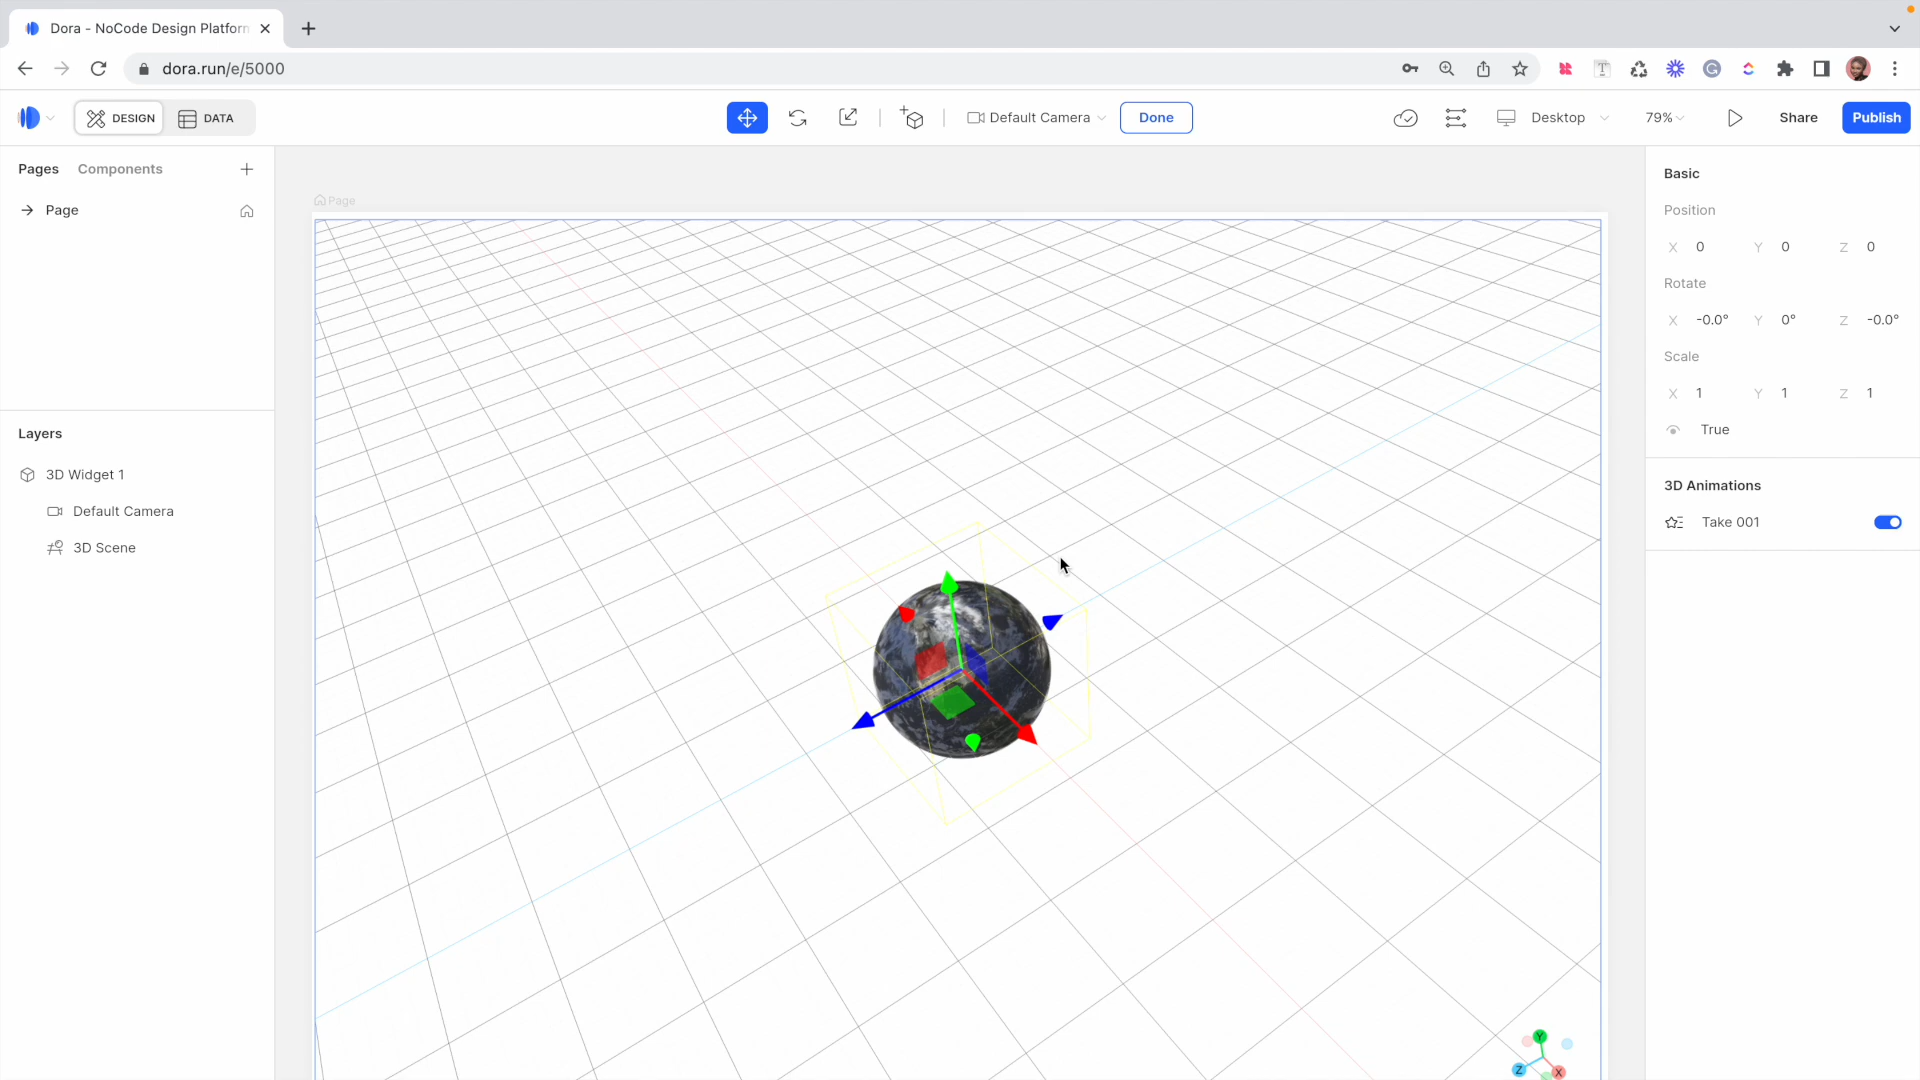 Dora - NoCode Design Platforn
dora.run/e/5000
DESIGN
DATA
Default Camera
Done
Desktop
79%
Share
Publish
Pages
Components
Page
Layers
3D Widget 1
Default Camera
3D Scene
Page
Basic
Position
X 0 Y 0 Z 0
Rotate
X -0.0° Y 0° Z -0.0°
Scale
X 1 Y 1 Z 1
True
3D Animations
Take 001
Y
Z X